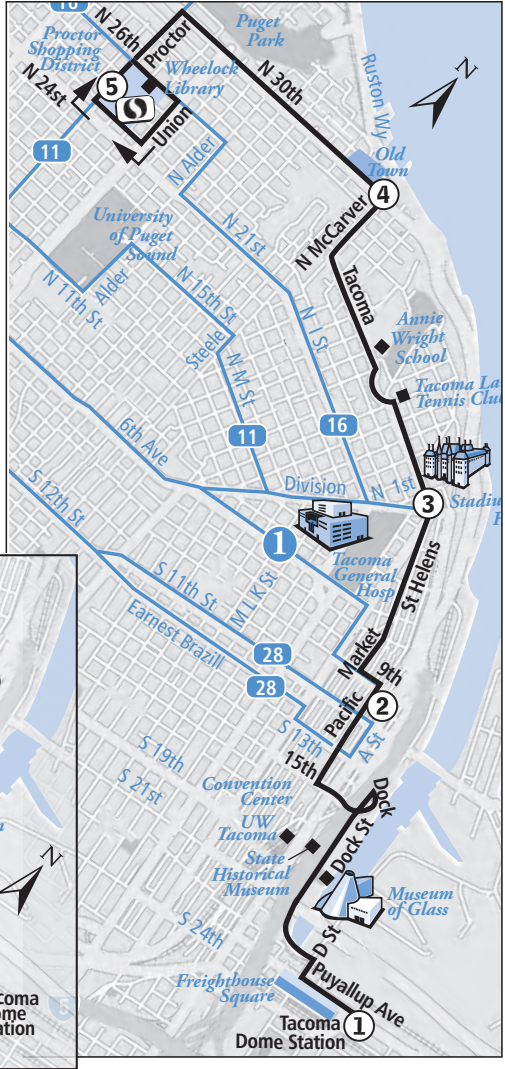 16
N 26th
Proctor
Puget
Park
Proctor
Shopping
District
5
Wheelock
Library
N 24st
Union
N 30th
Ruston Wy
N
11
N Alder
Old
Town
4
University
of Puget
Sound
N 21st
N McCarver
N 11th St
Alder
N 15th St
Steele
N I St
Tacoma
Annie
Wright
School
N M St
Tennis
11
16
6th Ave
Division
N 1st
3
S 12th St
1
Tacoma
General
Hosp
St Helens
S 11th St
M L K St
Earnest Brazill
28
28
Market
9th
2
Pacific
S 13th
A St
S 19th
15th
S 21st
Convention
Center
Dock
UW
Tacoma
State
Historical
Museum
Dock St
N
Museum
of Glass
S 24th
D St
Freighthouse
Square
Puyallup Ave
5
Tacoma
Dome Station
1